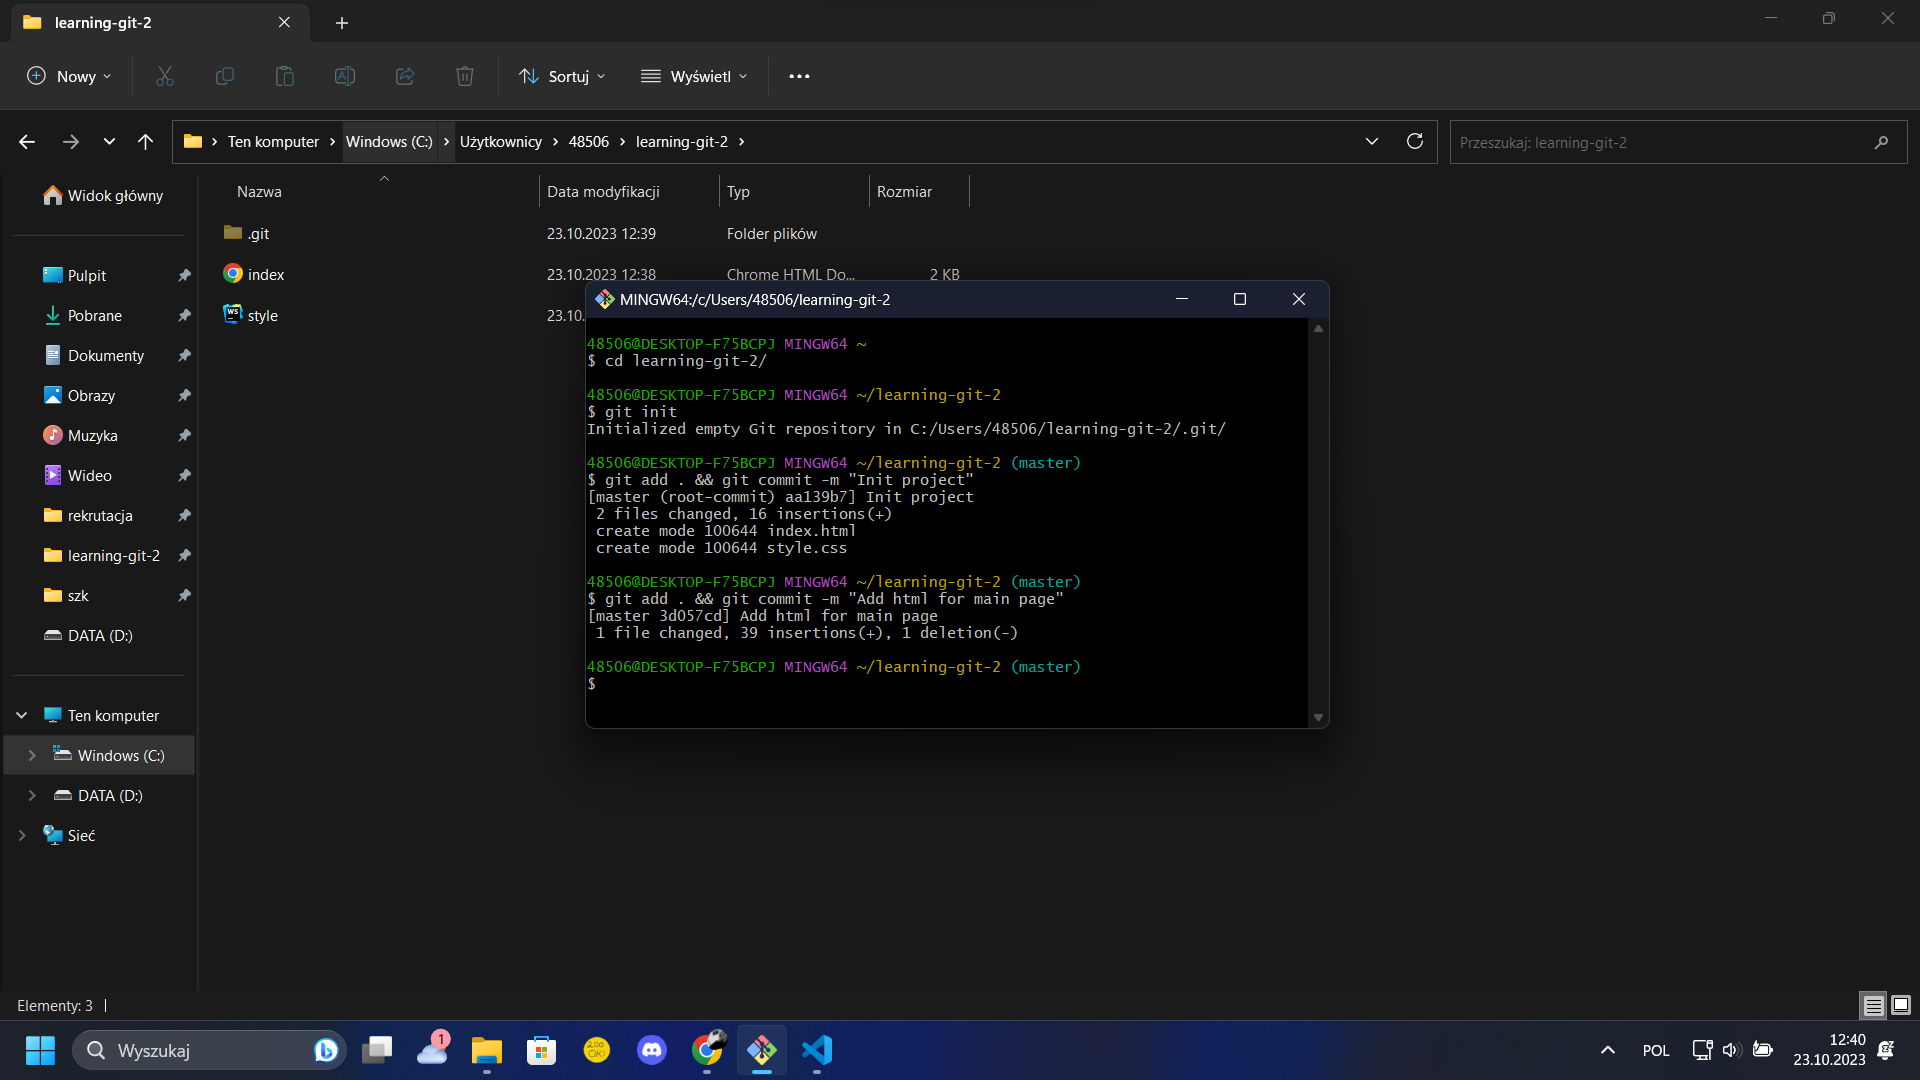 learning-git-2
Nowy
Sortuj
Wyświetl
Ten komputer
Windows (C:)
Użytkownicy
48506
learning-git-2
Przeszukaj: learning-git-2
Nazwa
Data modyfikacji
Typ
Rozmiar
.git
23.10.2023 12:39
Folder plików
index
23.10.2023 12:38
Chrome HTML Do...
2 KB
style
23.10.
Widok główny
Pulpit
Pobrane
Dokumenty
Obrazy
Muzyka
Wideo
rekrutacja
learning-git-2
szk
DATA (D:)
Ten komputer
Windows (C:)
DATA (D:)
Sieć
MINGW64:/c/Users/48506/learning-git-2
48506@DESKTOP-F75BCPJ MINGW64 ~
$ cd learning-git-2/
48506@DESKTOP-F75BCPJ MINGW64 ~/learning-git-2
$ git init
Initialized empty Git repository in C:/Users/48506/learning-git-2/.git/
48506@DESKTOP-F75BCPJ MINGW64 ~/learning-git-2 (master)
$ git add . && git commit -m "Init project"
[master (root-commit) aa139b7] Init project
2 files changed, 16 insertions(+)
create mode 100644 index.html
create mode 100644 style.css
48506@DESKTOP-F75BCPJ MINGW64 ~/learning-git-2 (master)
$ git add . && git commit -m "Add html for main page"
[master 3d057cd] Add html for main page
1 file changed, 39 insertions(+), 1 deletion(-)
48506@DESKTOP-F75BCPJ MINGW64 ~/learning-git-2 (master)
$
Elementy: 3
Wyszukaj
1
POL
12:40
23.10.2023